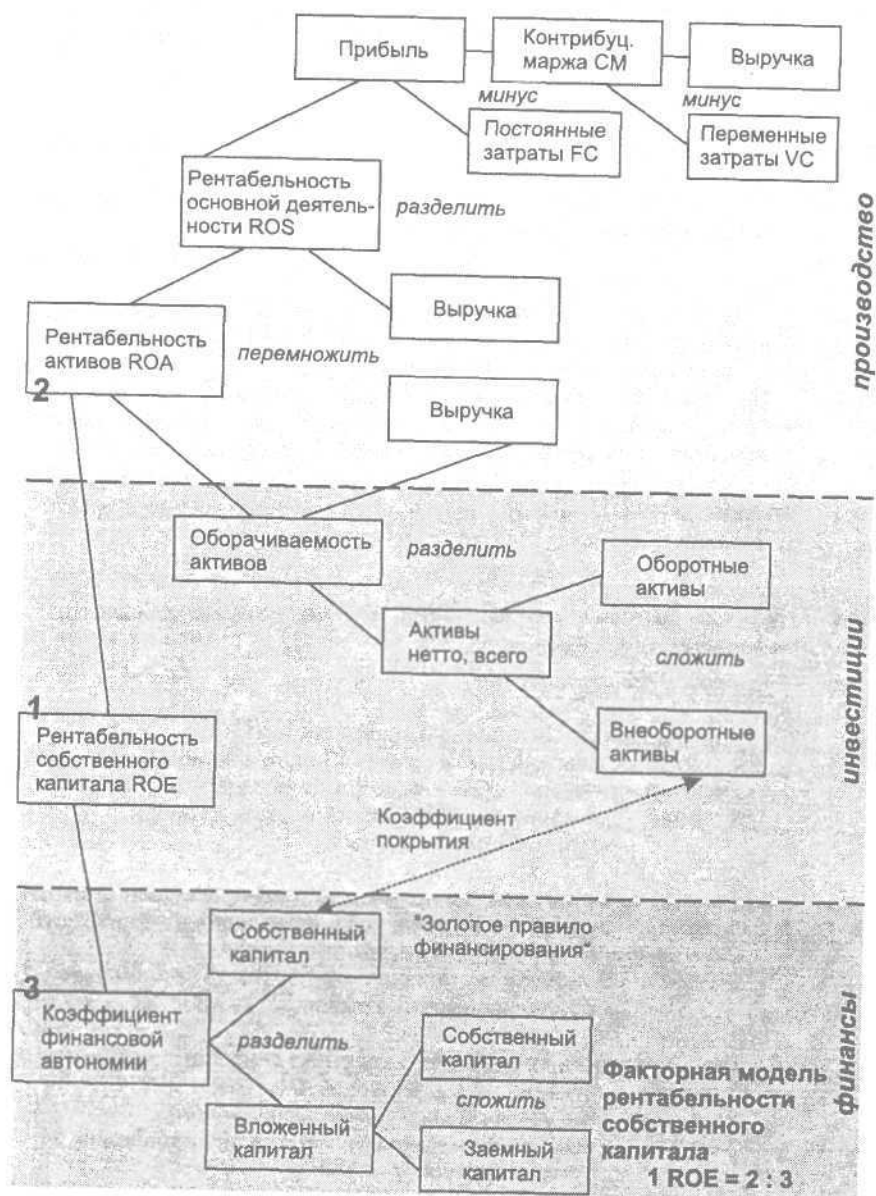 Прибыль
Контрибуц.
маржа СМ
Выручка
минус
минус
Постоянные
затраты FC
Переменные
затраты VC
Рентабельность
основной деятель-
ности ROS
разделить
производство
Выручка
Рентабельность
активов ROA
перемножить
2
Выручка
Оборачиваемость
активов
разделить
Оборотные
активы
Активы
нетто, всего
сложить
инвестиции
1
Рентабельность
собственного
капитала ROE
Внеоборотные
активы
Коэффициент
покрытия
Собственный
капитал
"Золотое правило
финансирования"
3
Коэффициент
финансовой
автономии
разделить
Собственный
капитал
сложить
Вложенный
капитал
Заемный
капитал
финансы
Факторная модель
рентабельности
собственного
капитала
1 ROE = 2 : 3